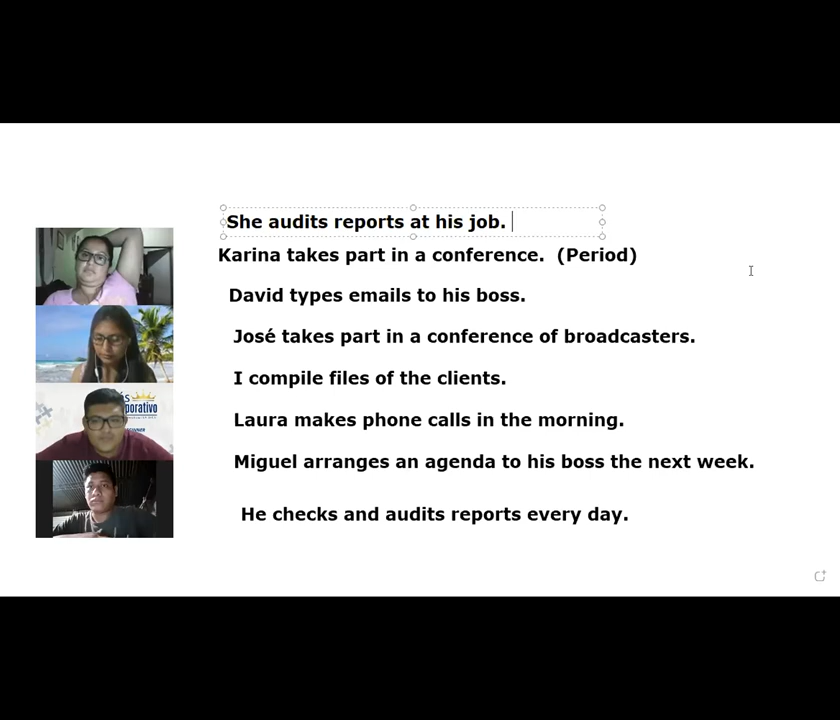 She audits reports at his job.
Karina takes part in a conference.  (Period)
David types emails to his boss.
José takes part in a conference of broadcasters.
I compile files of the clients.
Laura makes phone calls in the morning.
Miguel arranges an agenda to his boss the next week.
He checks and audits reports every day.